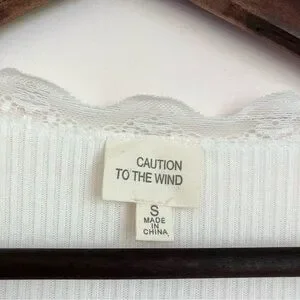 CAUTION
TO THE WIND
S
MADE
IN
CHINA